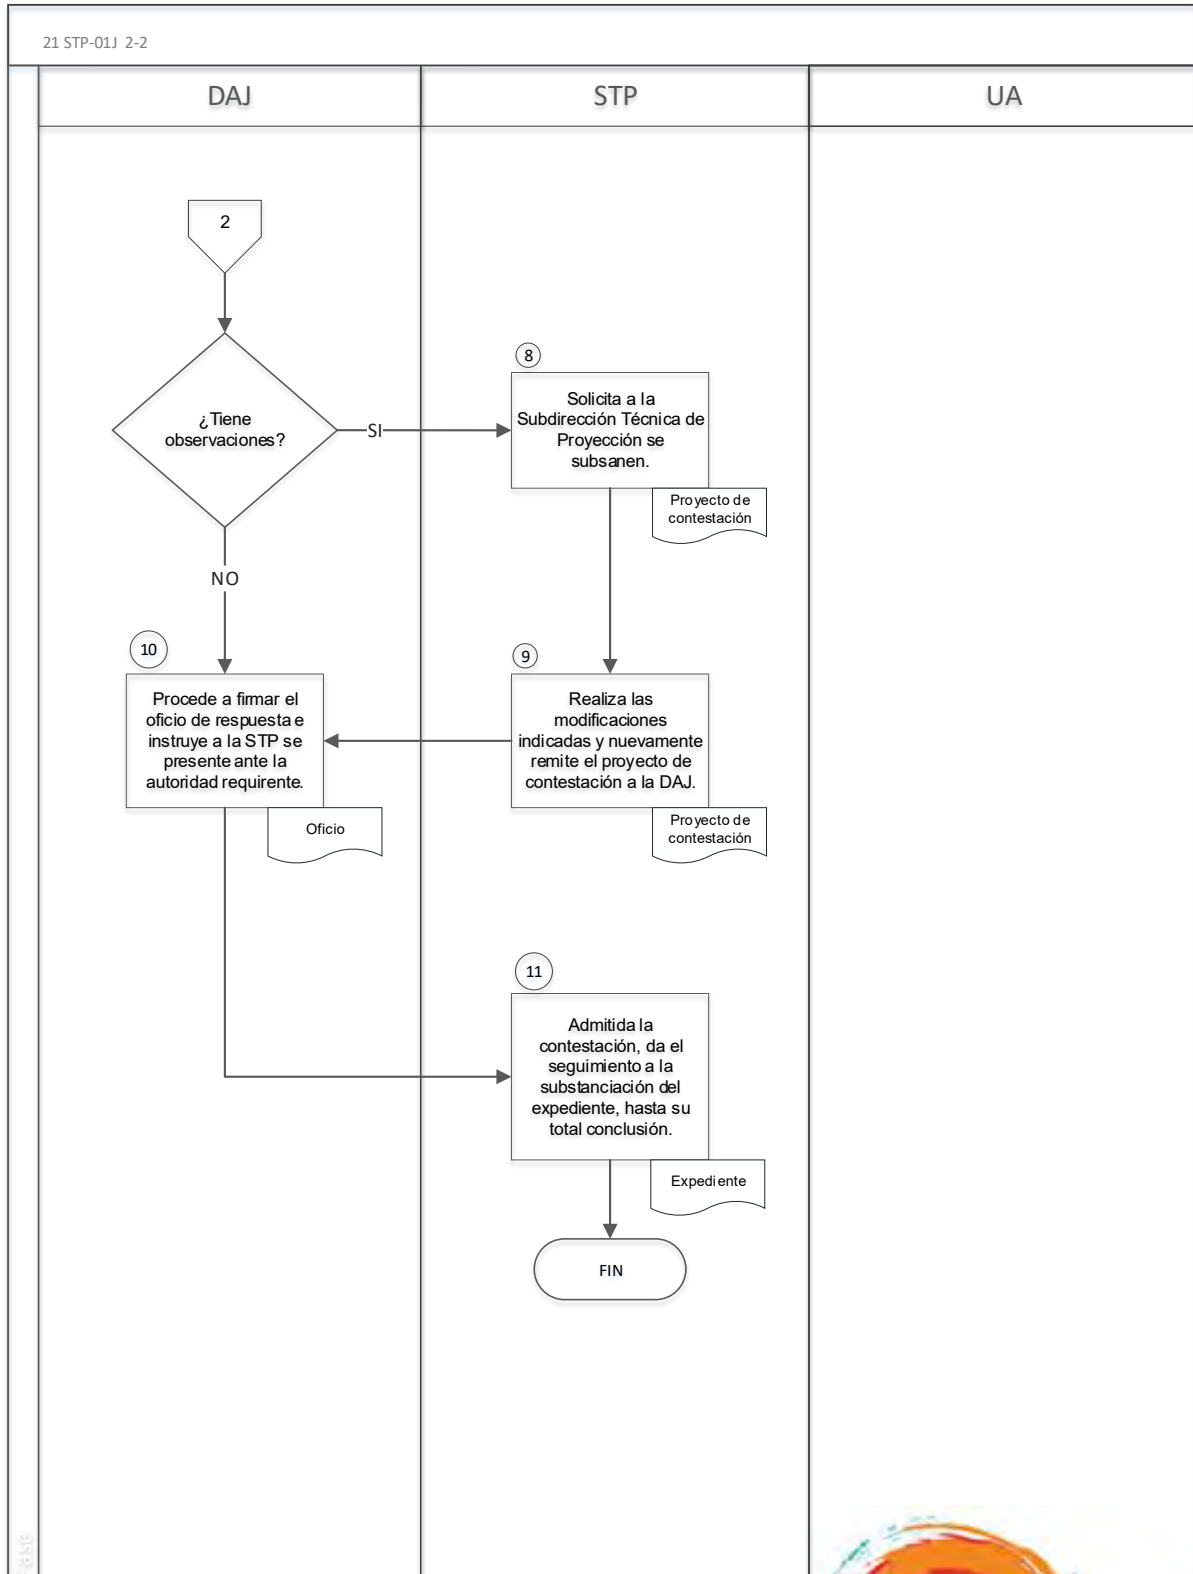 21 STP-01J 2-2
DAJ
STP
UA
2
¿Tiene
observaciones?
SI
8
Solicita a la
Subdirección Técnica de
Proyección se
subsanen.
Proyecto de
contestación
NO
10
Procede a firmar el
oficio de respuesta e
instruye a la STP se
presente ante la
autoridad requirente.
Oficio
9
Realiza las
modificaciones
indicadas y nuevamente
remite el proyecto de
contestación a la DAJ.
Proyecto de
contestación
11
Admitida la
contestación, da el
seguimiento a la
substanciación del
expediente, hasta su
total conclusión.
Expediente
FIN
Fase